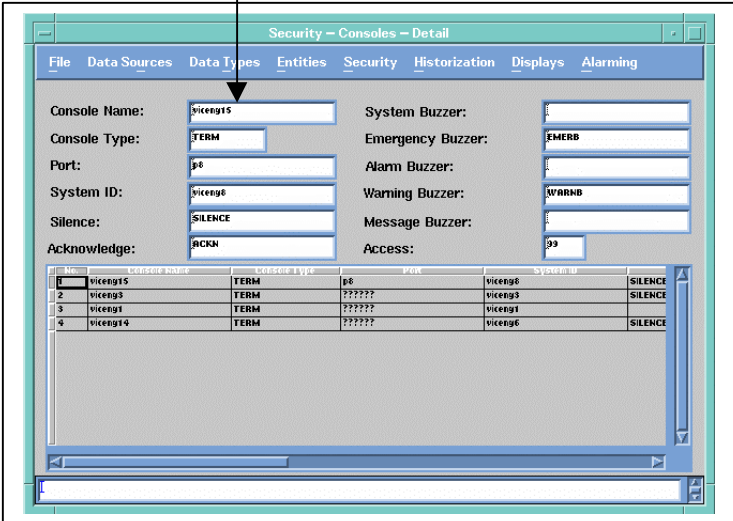 Security – Consoles – Detail
File Data Sources Data Types Entities Security Historization Displays Alarming
Console Name: viceng15 System Buzzer:
Console Type: TERM Emergency Buzzer: EMERB
Port: p8 Alarm Buzzer:
System ID: viceng8 Warning Buzzer: WARNB
Silence: SILENCE Message Buzzer:
Acknowledge: ACKN Access: 99
No. Console Name Console Type Port System ID
1 viceng15 TERM p8 viceng8 SILENCE
2 viceng3 TERM ?????? viceng3 SILENCE
3 viceng1 TERM ?????? viceng1
4 viceng14 TERM ?????? viceng6 SILENCE